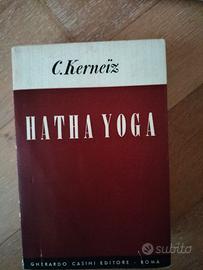 C. Kerneïz
HATHA YOGA
GHERARDO CASINI EDITORE - ROMA
subito